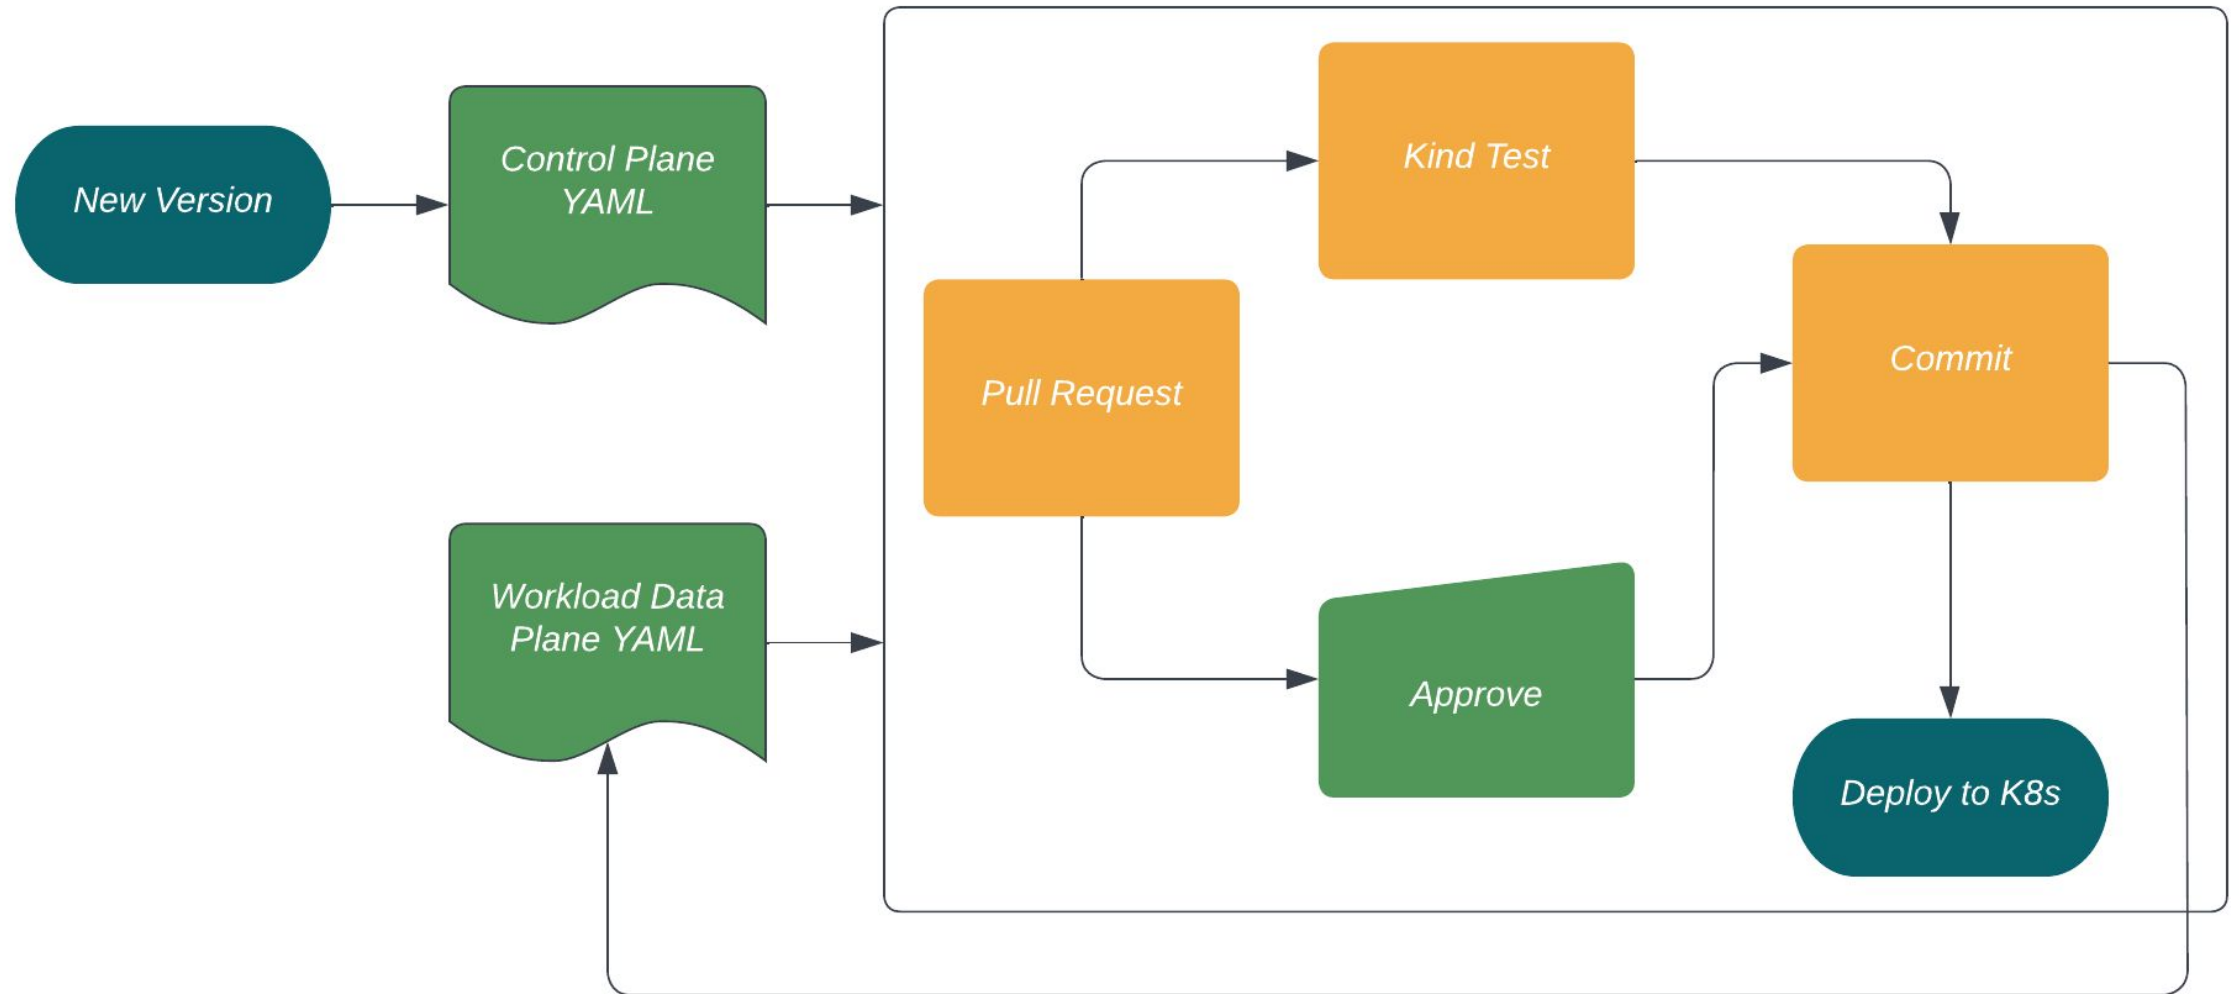 New Version
Control Plane
YAML
Kind Test
Pull Request
Commit
Workload Data
Plane YAML
Approve
Deploy to K8s